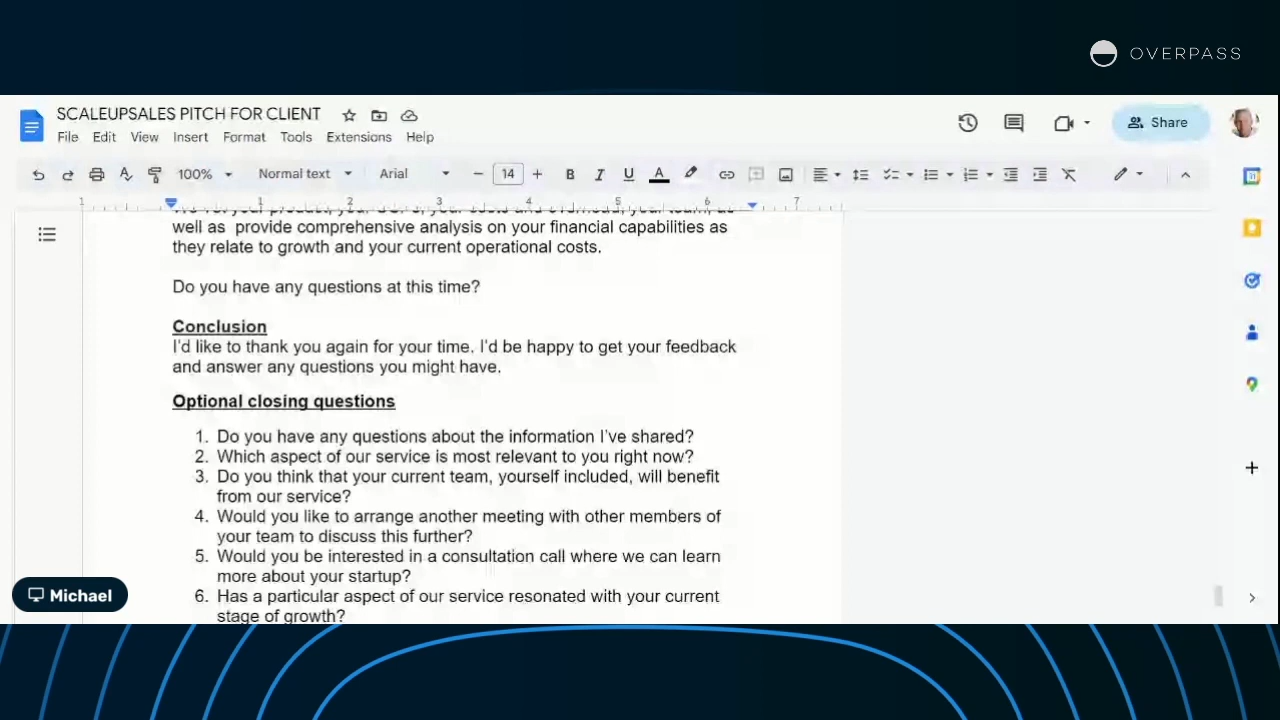 OVERPASS
SCALEUPSALES PITCH FOR CLIENT
File Edit View Insert Format Tools Extensions Help
Share
100% Normal text Arial 14 B I U A
1 1 2 3 4 5 6 7
well as provide comprehensive analysis on your financial capabilities as
they relate to growth and your current operational costs.
Do you have any questions at this time?
Conclusion
I'd like to thank you again for your time. I'd be happy to get your feedback
and answer any questions you might have.
Optional closing questions
1. Do you have any questions about the information I've shared?
2. Which aspect of our service is most relevant to you right now?
3. Do you think that your current team, yourself included, will benefit
from our service?
4. Would you like to arrange another meeting with other members of
your team to discuss this further?
5. Would you be interested in a consultation call where we can learn
more about your startup?
6. Has a particular aspect of our service resonated with your current
stage of growth?
Michael